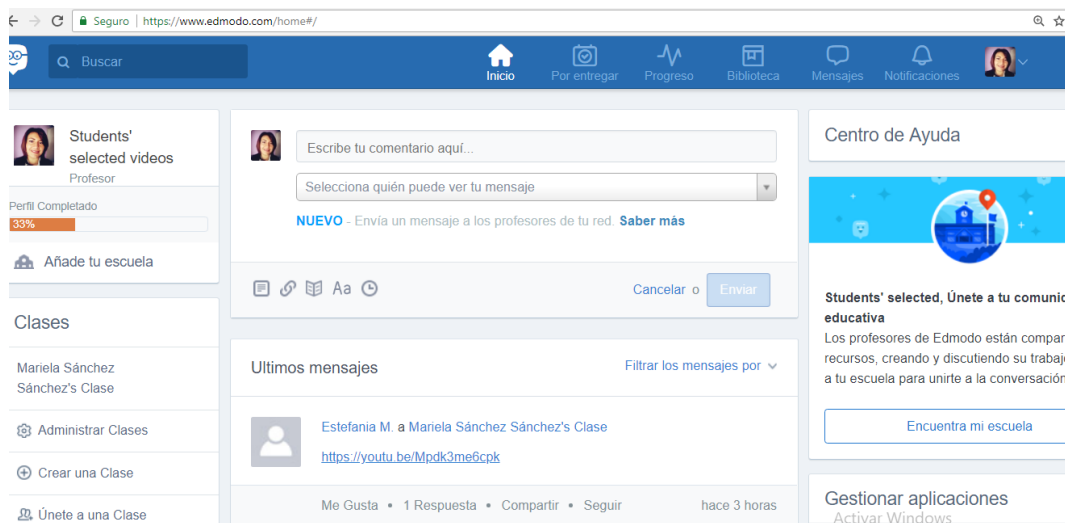 Seguro | https://www.edmodo.com/home#/
Buscar
Inicio
Por entregar
Progreso
Biblioteca
Mensajes
Notificaciones
Students'
selected videos
Profesor
Perfil Completado
33%
Añade tu escuela
Clases
Mariela Sánchez
Sánchez's Clase
Administrar Clases
Crear una Clase
Únete a una Clase
Escribe tu comentario aquí...
Selecciona quién puede ver tu mensaje
NUEVO - Envía un mensaje a los profesores de tu red. Saber más
Aa
Cancelar o Enviar
Ultimos mensajes
Filtrar los mensajes por
Estefania M. a Mariela Sánchez Sánchez's Clase
https://youtu.be/Mpdk3me6cpk
Me Gusta • 1 Respuesta • Compartir • Seguir
hace 3 horas
Centro de Ayuda
Students' selected, Únete a tu comunic
educativa
Los profesores de Edmodo están compar
recursos, creando y discutiendo su trabaj
a tu escuela para unirte a la conversación
Encuentra mi escuela
Gestionar aplicaciones
Activar Windows